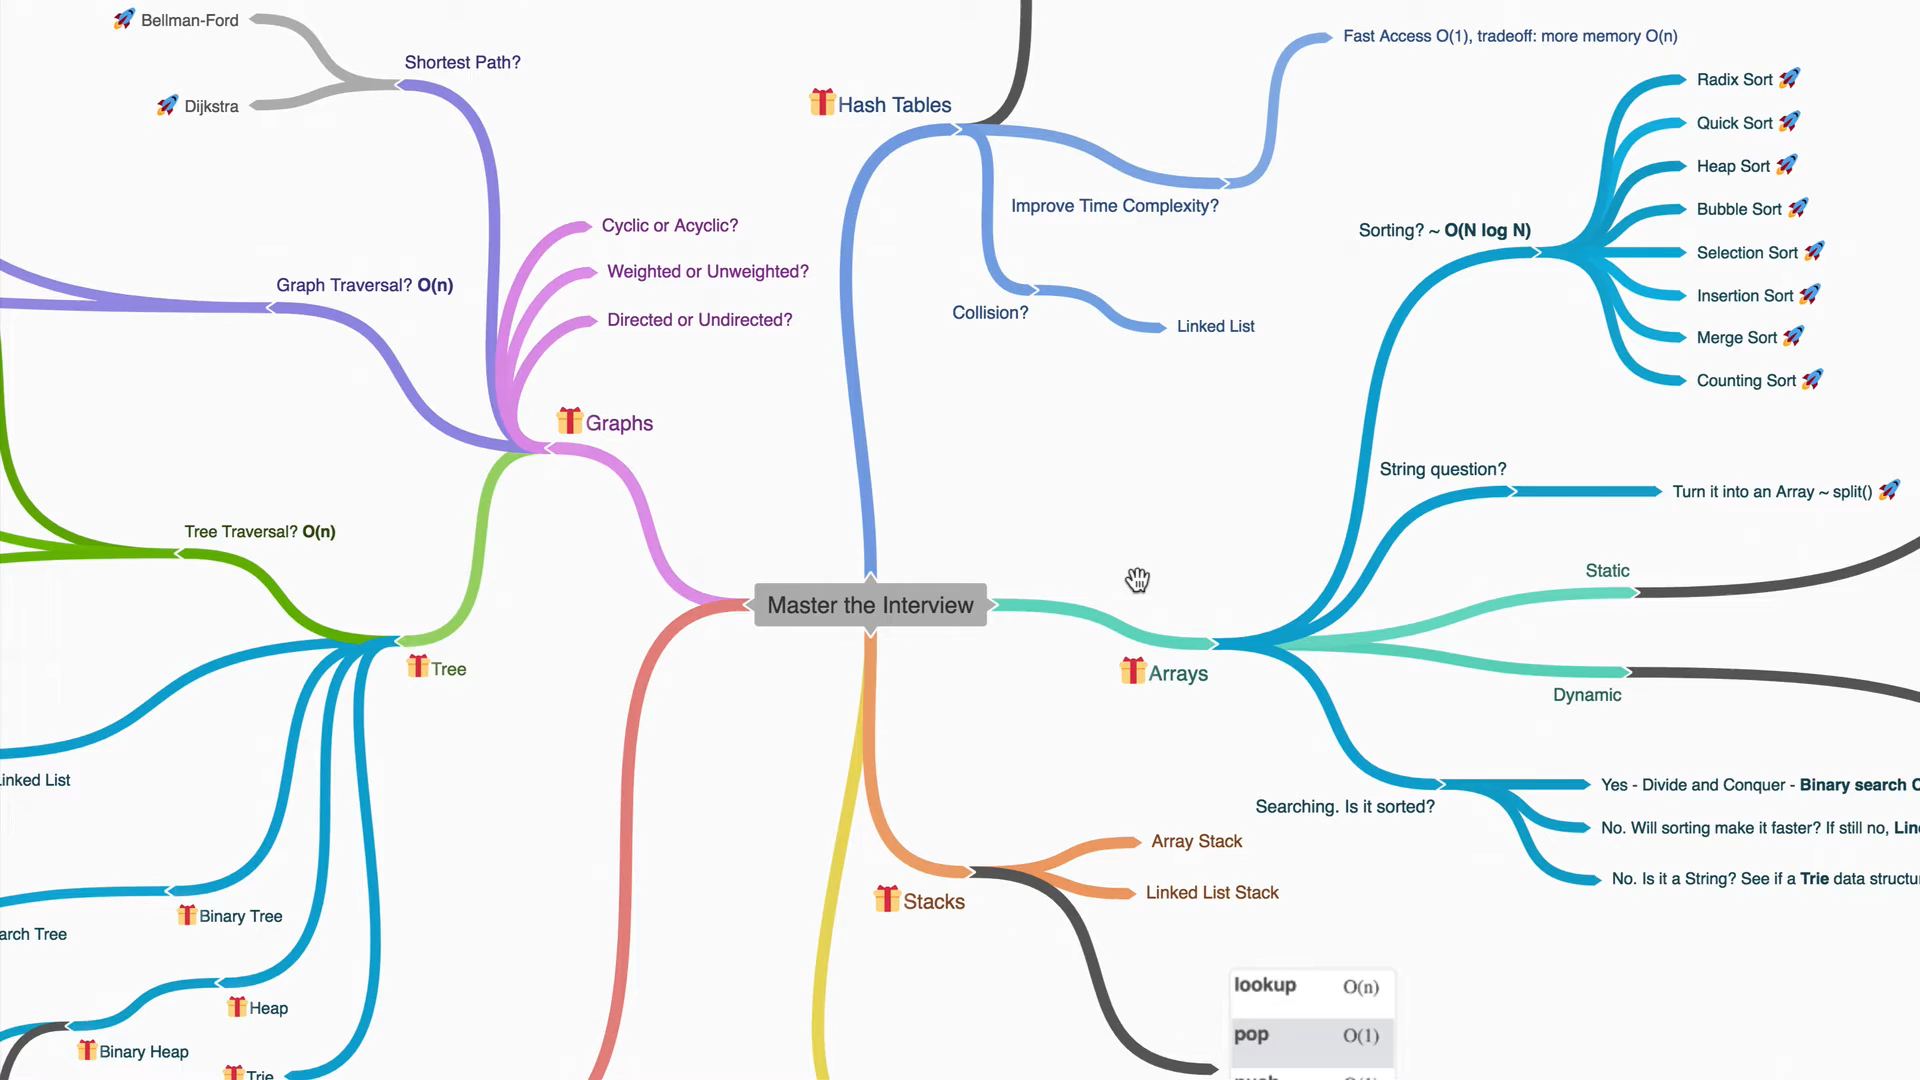 Bellman-Ford
Shortest Path?
Dijkstra
Graph Traversal? O(n)
Cyclic or Acyclic?
Weighted or Unweighted?
Directed or Undirected?
Graphs
Tree Traversal? O(n)
Tree
inked List
Binary Tree
arch Tree
Heap
Binary Heap
Trie
Master the Interview
Hash Tables
Fast Access O(1), tradeoff: more memory O(n)
Improve Time Complexity?
Collision?
Linked List
Sorting? ~ O(N log N)
Radix Sort
Quick Sort
Heap Sort
Bubble Sort
Selection Sort
Insertion Sort
Merge Sort
Counting Sort
String question?
Turn it into an Array ~ split()
Static
Arrays
Dynamic
Searching. Is it sorted?
Yes - Divide and Conquer - Binary search O
No. Will sorting make it faster? If still no, Line
No. Is it a String? See if a Trie data structu
Stacks
Array Stack
Linked List Stack
lookup O(n)
pop O(1)